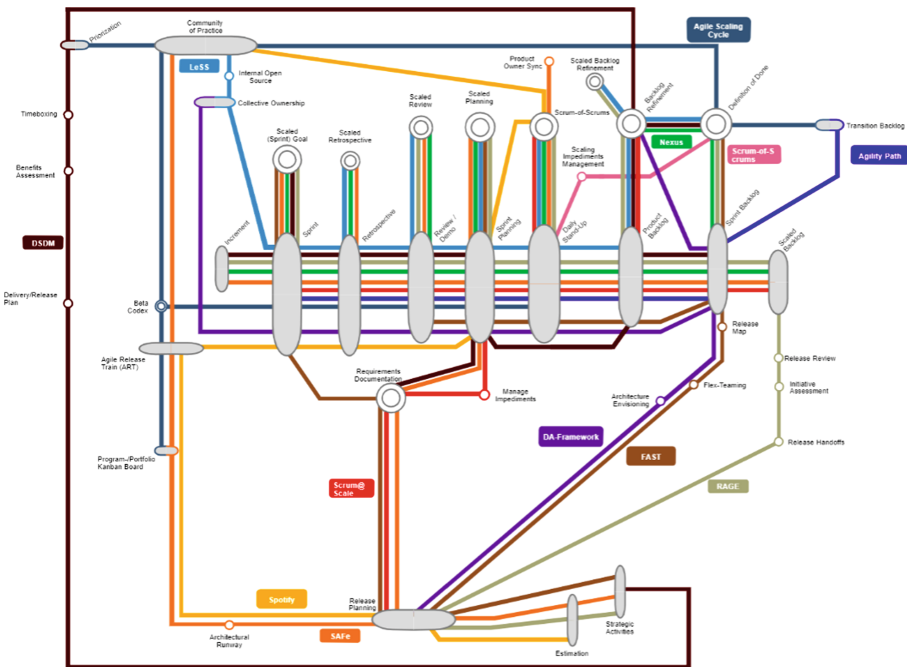 Priorization
Community
of Practice
Agile Scaling
Cycle
LeSS
Internal Open
Source
Product
Owner Sync
Scaled Backlog
Refinement
Backlog
Refinement
Definition of Done
Timeboxing
Collective Ownership
Scaled
Review
Scaled
Planning
Scrum-of-Scrums
Transition Backlog
Scaled
(Sprint) Goal
Scaled
Retrospective
Nexus
Scrum-of-S
crums
Agility Path
Benefits
Assessment
Scaling
Impediments
Management
DSDM
Increment
Sprint
Retrospective
Review /
Demo
Sprint
Planning
Daily
Stand-Up
Product
Backlog
Sprint Backlog
Scaled
Backlog
Delivery/Release
Plan
Beta
Codex
Release
Map
Agile Release
Train (ART)
Requirements
Documentation
Release Review
Manage
Impediments
Flex-Teaming
Initiative
Assessment
Architecture
Envisioning
DA-Framework
FAST
Release Handoffs
Program-/Portfolio
Kanban Board
Scrum@
Scale
RAGE
Spotify
Release
Planning
SAFe
Architectural
Runway
Strategic
Activities
Estimation